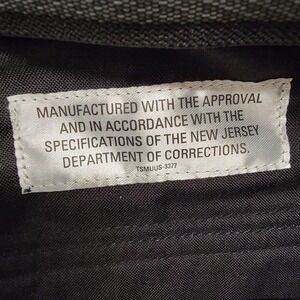 MANUFACTURED WITH THE APPROVAL
AND IN ACCORDANCE WITH THE
SPECIFICATIONS OF THE NEW JERSEY
DEPARTMENT OF CORRECTIONS.
TSMUUS-3377